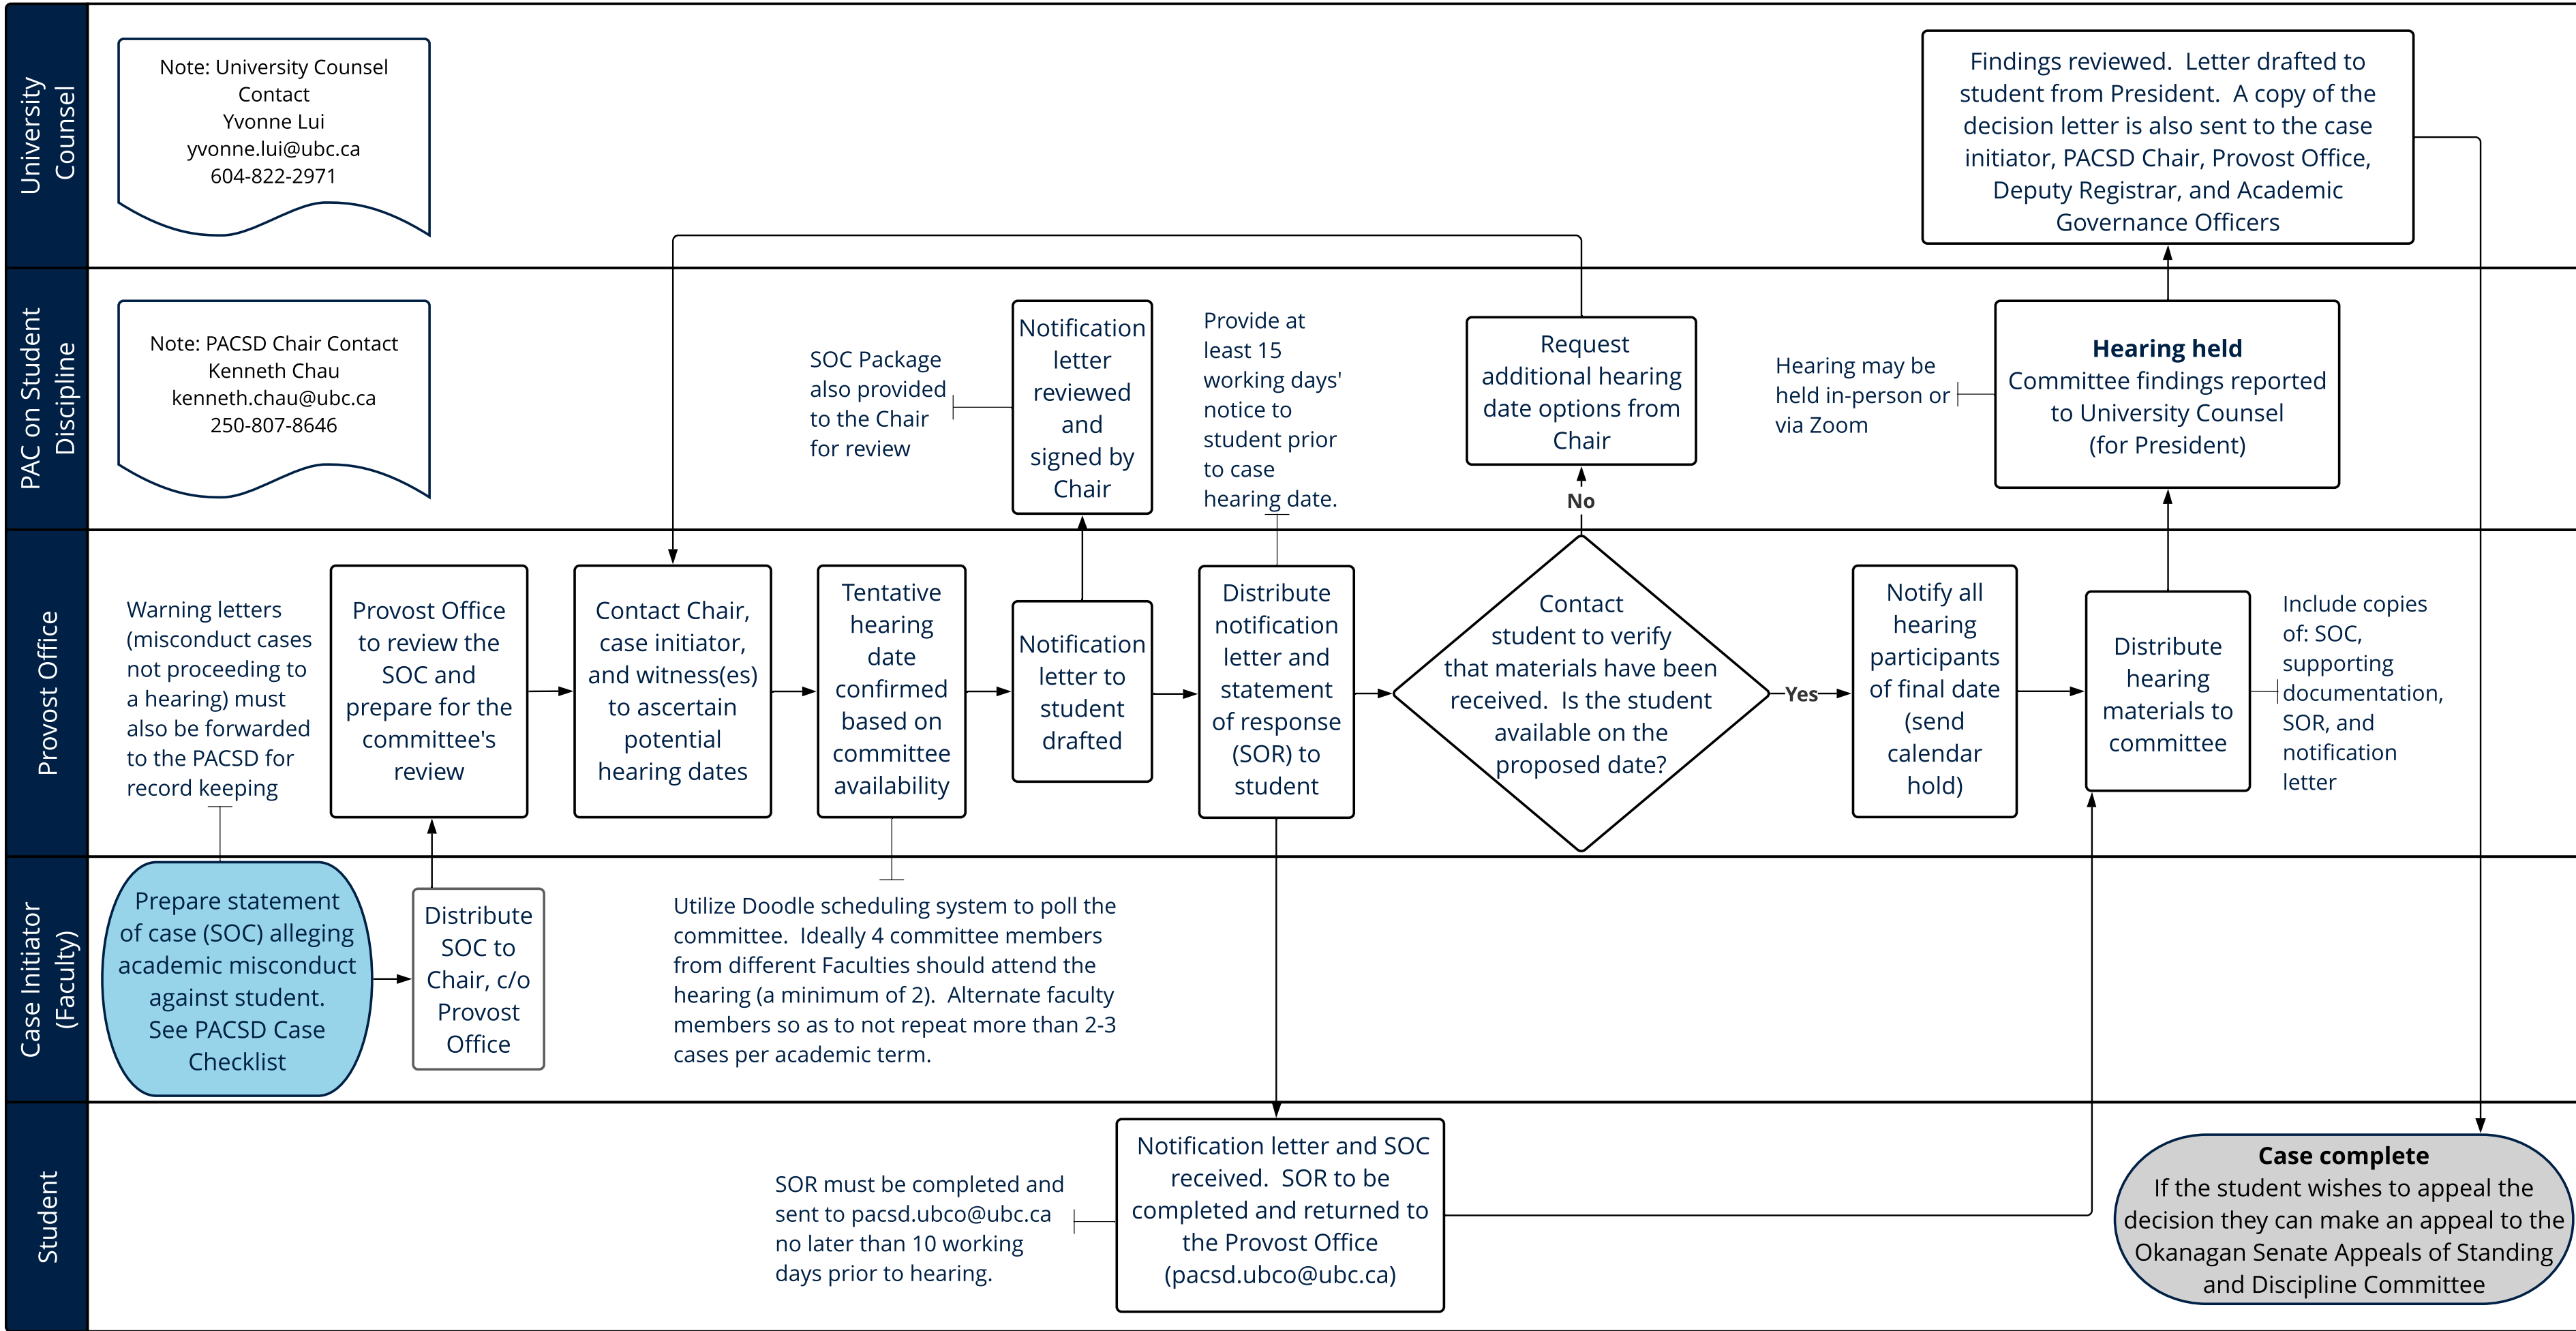 University
Counsel
Note: University Counsel
Contact
Yvonne Lui
yvonne.lui@ubc.ca
604-822-2971
Findings reviewed.  Letter drafted to
student from President.  A copy of the
decision letter is also sent to the case
initiator, PACSD Chair, Provost Office,
Deputy Registrar, and Academic
Governance Officers
PAC on Student
Discipline
Note: PACSD Chair Contact
Kenneth Chau
kenneth.chau@ubc.ca
250-807-8646
SOC Package
also provided
to the Chair
for review
Notification
letter
reviewed
and
signed by
Chair
Provide at
least 15
working days'
notice to
student prior
to case
hearing date.
Request
additional hearing
date options from
Chair
No
Hearing may be
held in-person or
via Zoom
Hearing held
Committee findings reported
to University Counsel
(for President)
Provost Office
Warning letters
(misconduct cases
not proceeding to
a hearing) must
also be forwarded
to the PACSD for
record keeping
Provost Office
to review the
SOC and
prepare for the
committee's
review
Contact Chair,
case initiator,
and witness(es)
to ascertain
potential
hearing dates
Tentative
hearing
date
confirmed
based on
committee
availability
Notification
letter to
student
drafted
Distribute
notification
letter and
statement
of response
(SOR) to
student
Contact
student to verify
that materials have been
received.  Is the student
available on the
proposed date?
Yes
Notify all
hearing
participants
of final date
(send
calendar
hold)
Distribute
hearing
materials to
committee
Include copies
of: SOC,
supporting
documentation,
SOR, and
notification
letter
Case Initiator
(Faculty)
Prepare statement
of case (SOC) alleging
academic misconduct
against student.
See PACSD Case
Checklist
Distribute
SOC to
Chair, c/o
Provost
Office
Utilize Doodle scheduling system to poll the
committee.  Ideally 4 committee members
from different Faculties should attend the
hearing (a minimum of 2).  Alternate faculty
members so as to not repeat more than 2-3
cases per academic term.
Student
SOR must be completed and
sent to pacsd.ubco@ubc.ca
no later than 10 working
days prior to hearing.
Notification letter and SOC
received.  SOR to be
completed and returned to
the Provost Office
(pacsd.ubco@ubc.ca)
Case complete
If the student wishes to appeal the
decision they can make an appeal to the
Okanagan Senate Appeals of Standing
and Discipline Committee